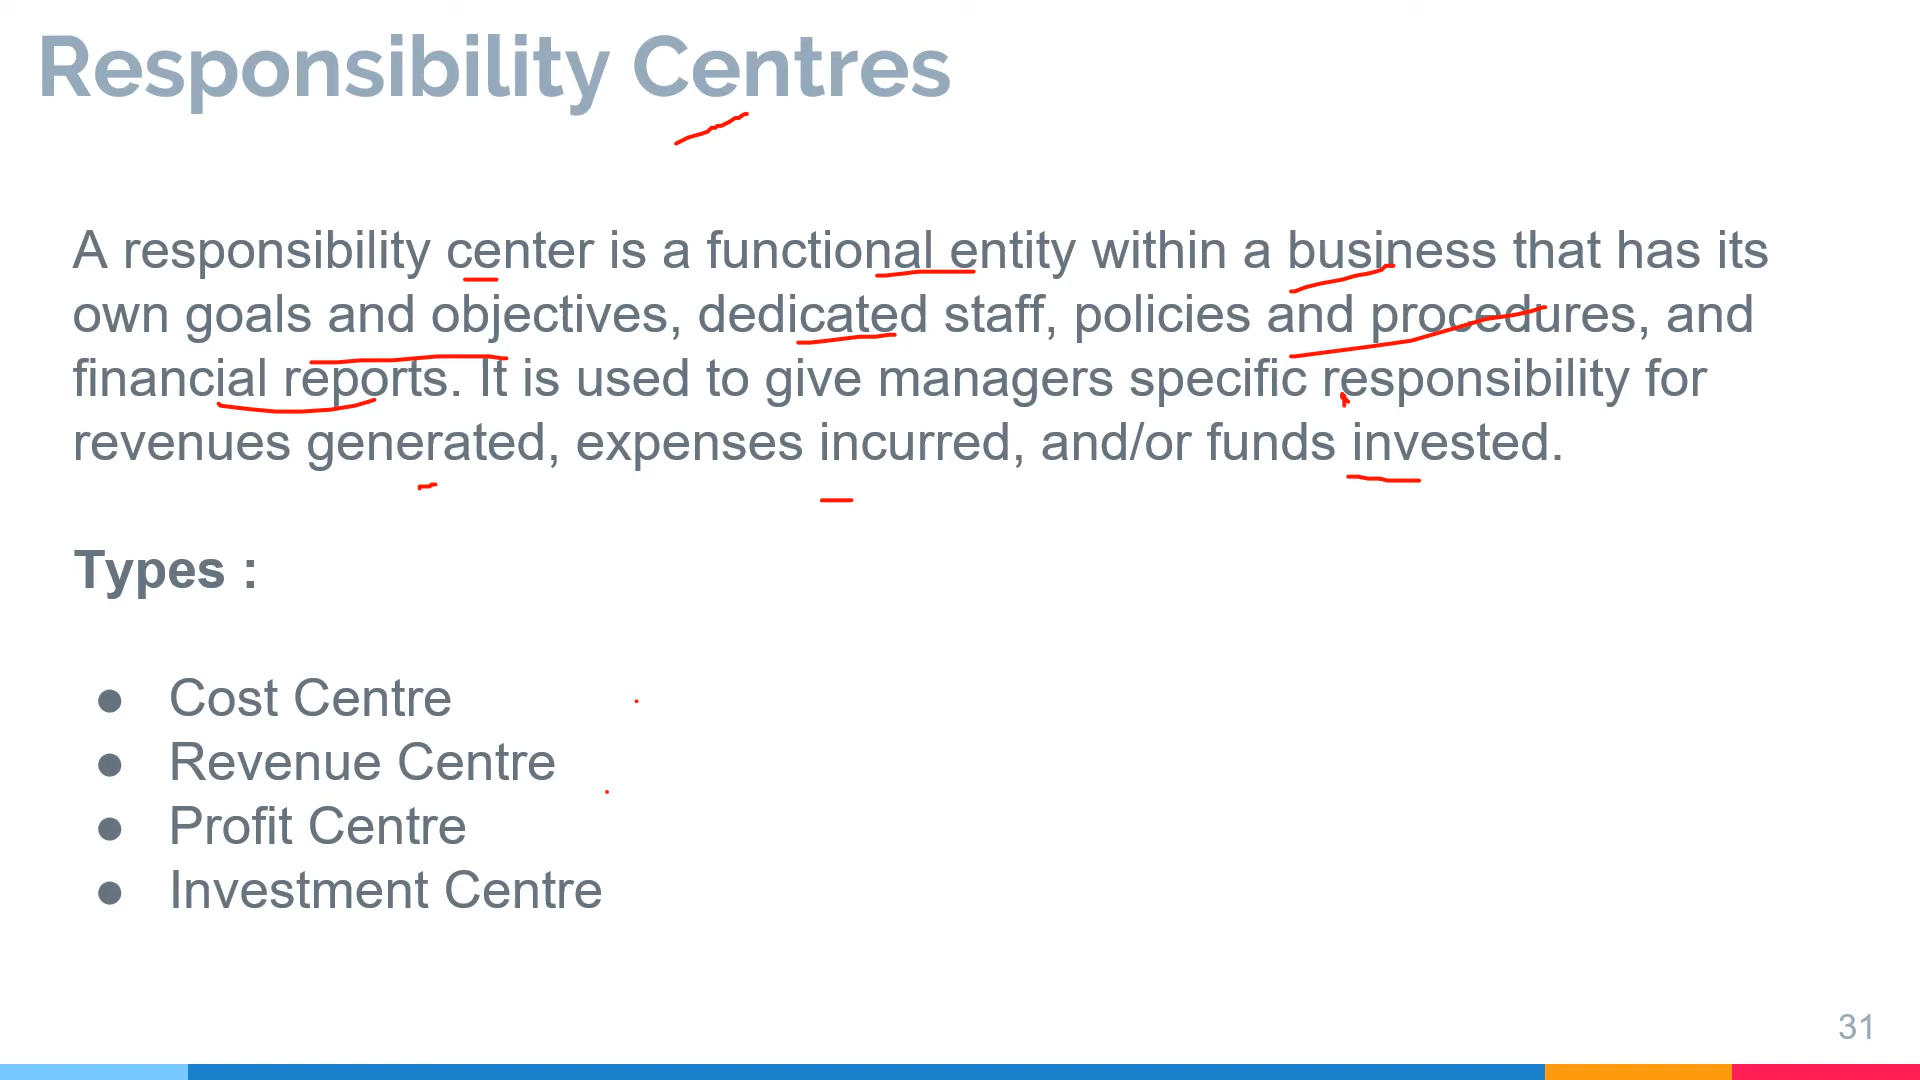 Responsibility Centres
A responsibility center is a functional entity within a business that has its
own goals and objectives, dedicated staff, policies and procedures, and
financial reports. It is used to give managers specific responsibility for
revenues generated, expenses incurred, and/or funds invested.
Types :
● Cost Centre
● Revenue Centre
● Profit Centre
● Investment Centre
31